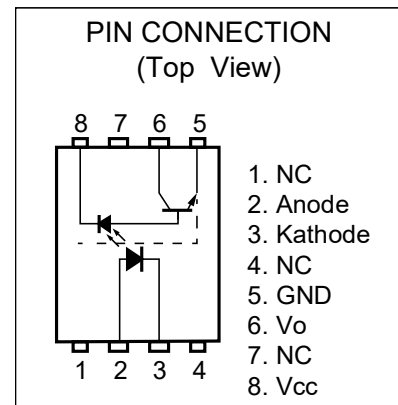 PIN CONNECTION
(Top View)
8 7 6 5
1. NC
2. Anode
3. Kathode
4. NC
5. GND
6. Vo
7. NC
8. Vcc
1 2 3 4